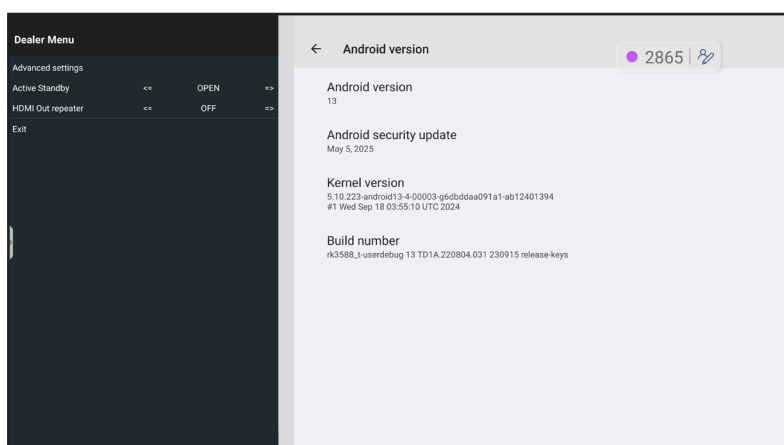 Dealer Menu
Advanced settings
Active Standby <= OPEN =>
HDMI Out repeater <= OFF =>
Exit
← Android version
2865
Android version
13
Android security update
May 5, 2025
Kernel version
5.10.223-android13-4-00003-g6dbddaa091a1-ab12401394
#1 Wed Sep 18 03:55:10 UTC 2024
Build number
rk3588_t-userdebug 13 TD1A.220804.031 230915 release-keys